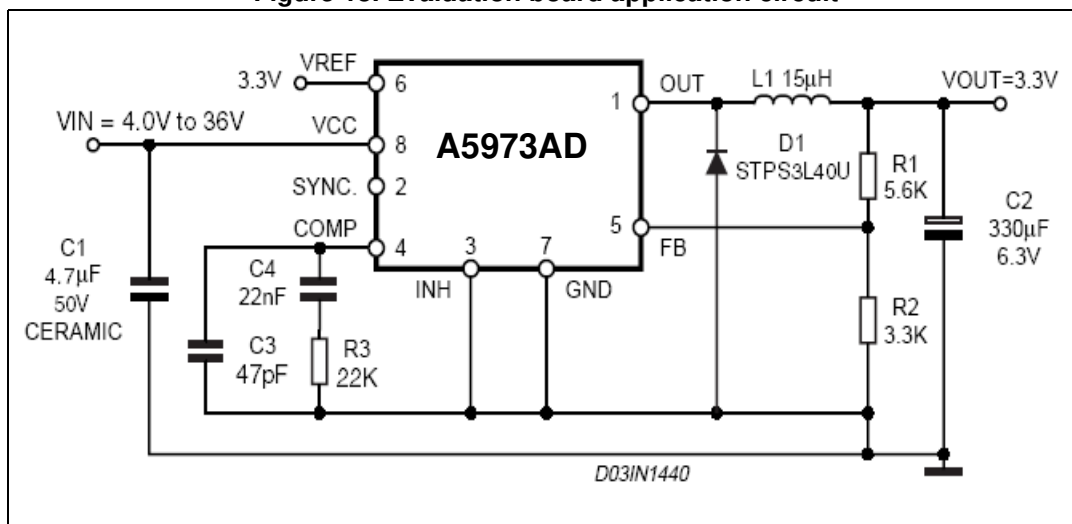 Figure 18. Evaluation board application circuit
VREF
3.3V
6
VIN = 4.0V to 36V
VCC
8
A5973AD
SYNC.
2
COMP
4
3
INH
7
GND
1
OUT
L1 15μH
VOUT=3.3V
D1
STPS3L40U
R1
5.6K
5
FB
C2
330μF
6.3V
R2
3.3K
C1
4.7μF
50V
CERAMIC
C4
22nF
C3
47pF
R3
22K
D03IN1440